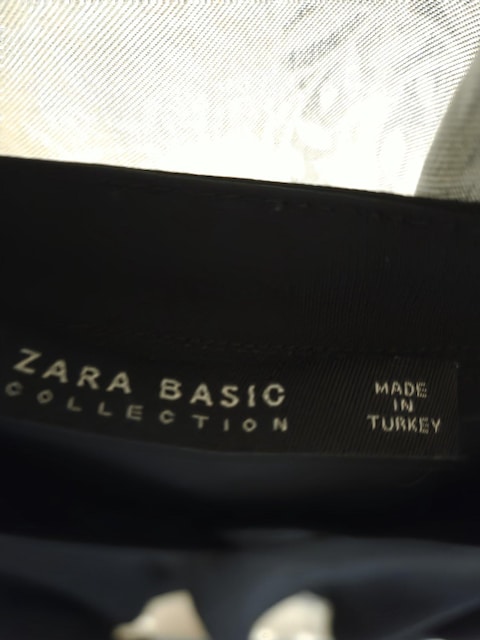 ZARA BASIC
COLLECTION
MADE
IN
TURKEY